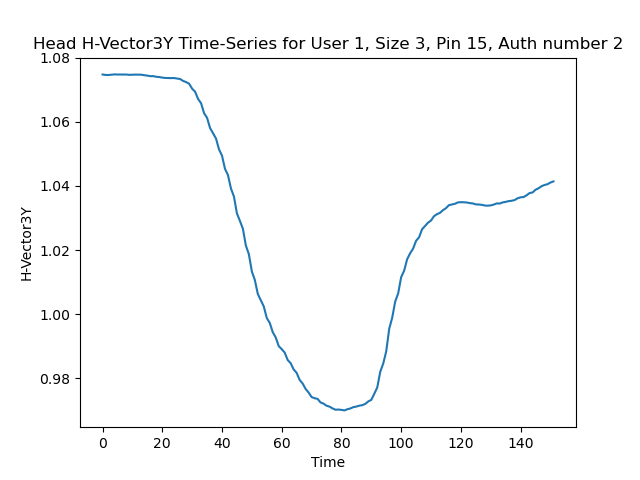 Head H-Vector3Y Time-Series for User 1, Size 3, Pin 15, Auth number 2
1.08
1.06
1.04
1.02
1.00
0.98
H-Vector3Y
0 20 40 60 80 100 120 140
Time